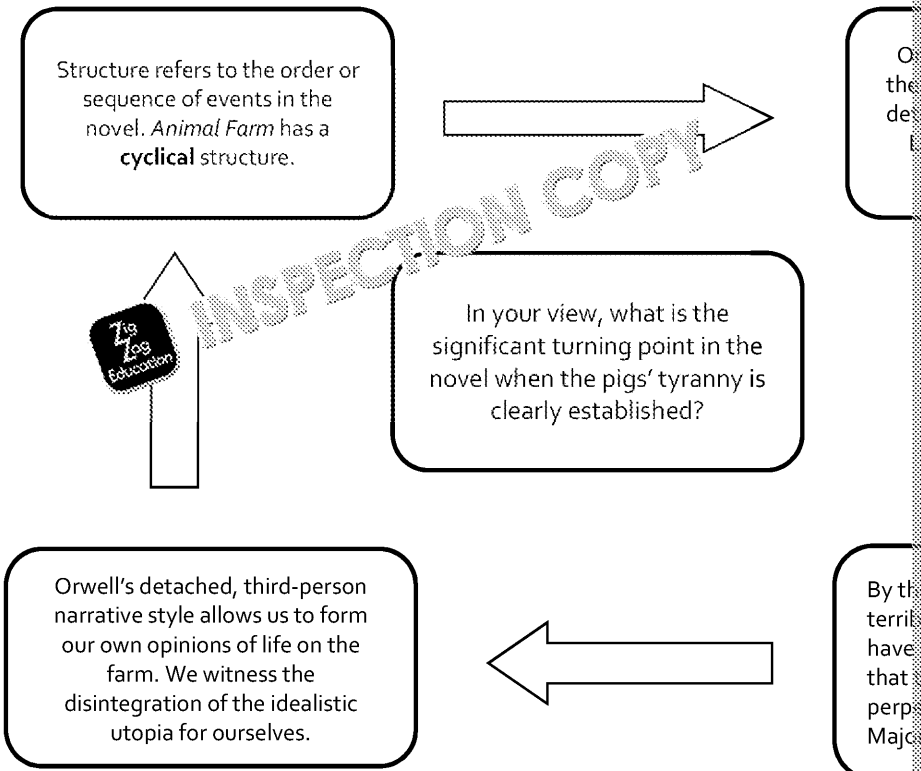 Structure refers to the order or
sequence of events in the
novel. Animal Farm has a
cyclical structure.
INSPECTION COPY
Zig
Zag
Education
In your view, what is the
significant turning point in the
novel when the pigs’ tyranny is
clearly established?
Orwell’s detached, third-person
narrative style allows us to form
our own opinions of life on the
farm. We witness the
disintegration of the idealistic
utopia for ourselves.
By
have
that